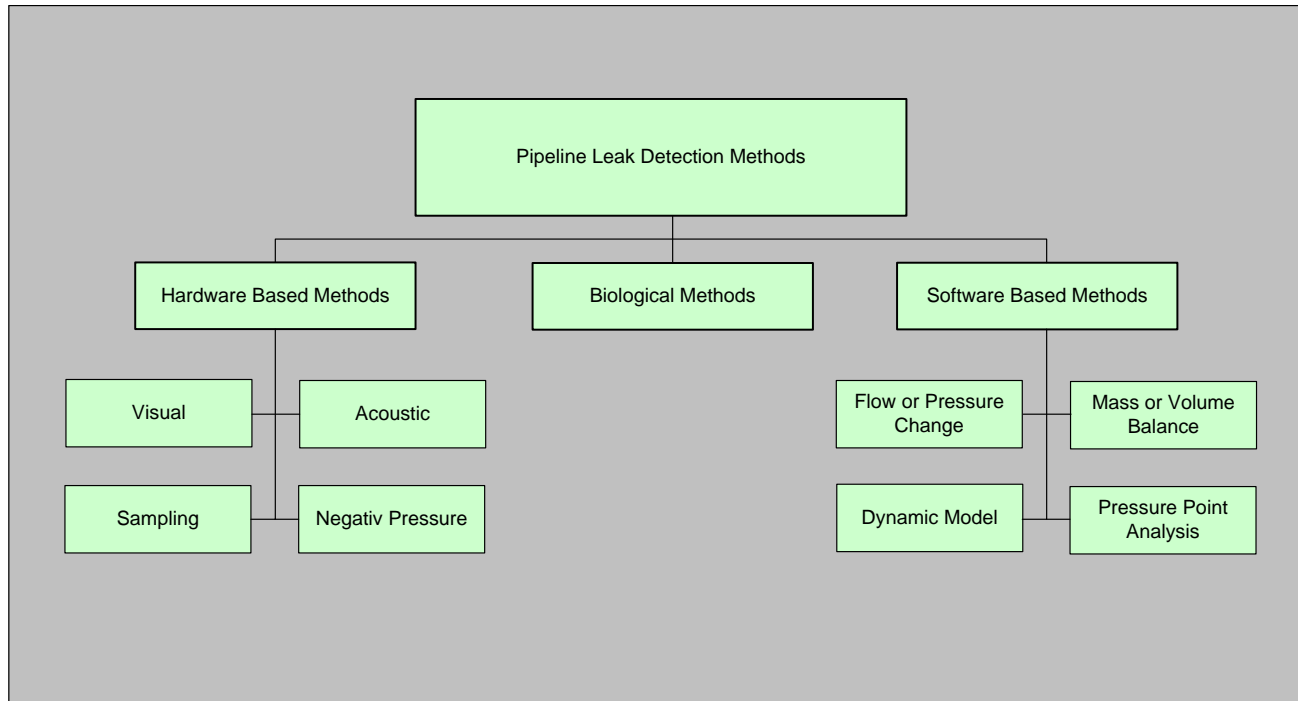 Pipeline Leak Detection Methods
Hardware Based Methods
Biological Methods
Software Based Methods
Visual
Acoustic
Flow or Pressure
Change
Mass or Volume
Balance
Sampling
Negativ Pressure
Dynamic Model
Pressure Point
Analysis